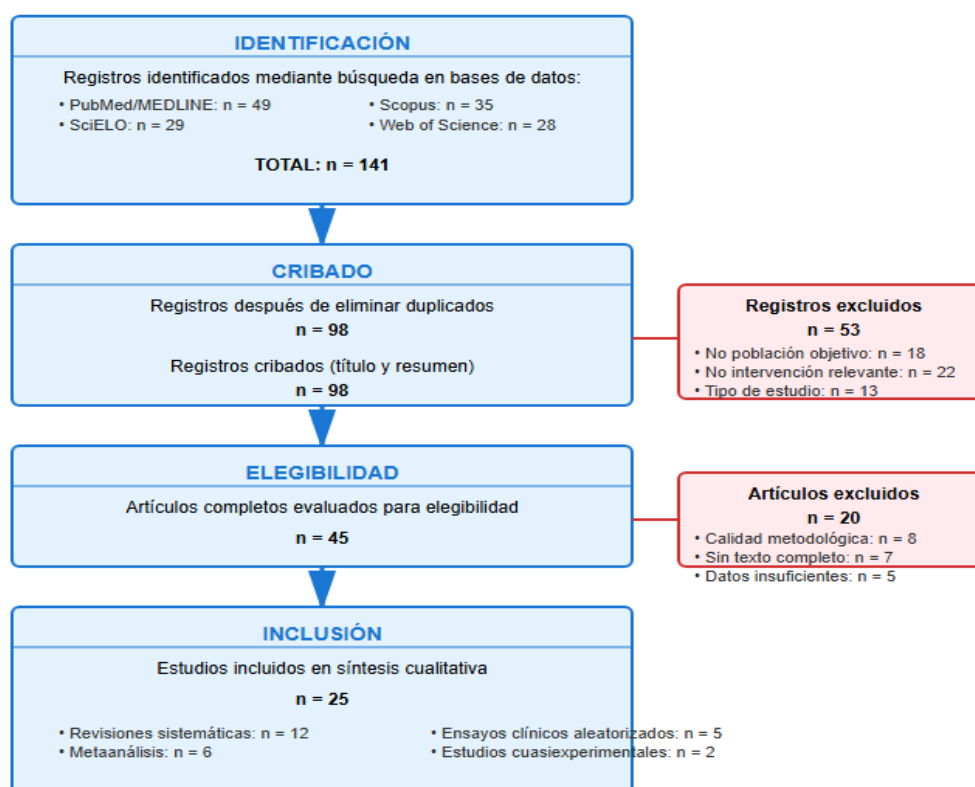 IDENTIFICACIÓN
Registros identificados mediante búsqueda en bases de datos:
• PubMed/MEDLINE: n = 49
• Scopus: n = 35
• SciELO: n = 29
• Web of Science: n = 28
TOTAL: n = 141
CRIBADO
Registros después de eliminar duplicados
n = 98
Registros cribados (título y resumen)
n = 98
Registros excluidos
n = 53
• No población objetivo: n = 18
• No intervención relevante: n = 22
• Tipo de estudio: n = 13
ELEGIBILIDAD
Artículos completos evaluados para elegibilidad
n = 45
Artículos excluidos
n = 20
• Calidad metodológica: n = 8
• Sin texto completo: n = 7
• Datos insuficientes: n = 5
INCLUSIÓN
Estudios incluidos en síntesis cualitativa
n = 25
• Revisiones sistemáticas: n = 12
• Ensayos clínicos aleatorizados: n = 5
• Metaanálisis: n = 6
• Estudios cuasiexperimentales: n = 2